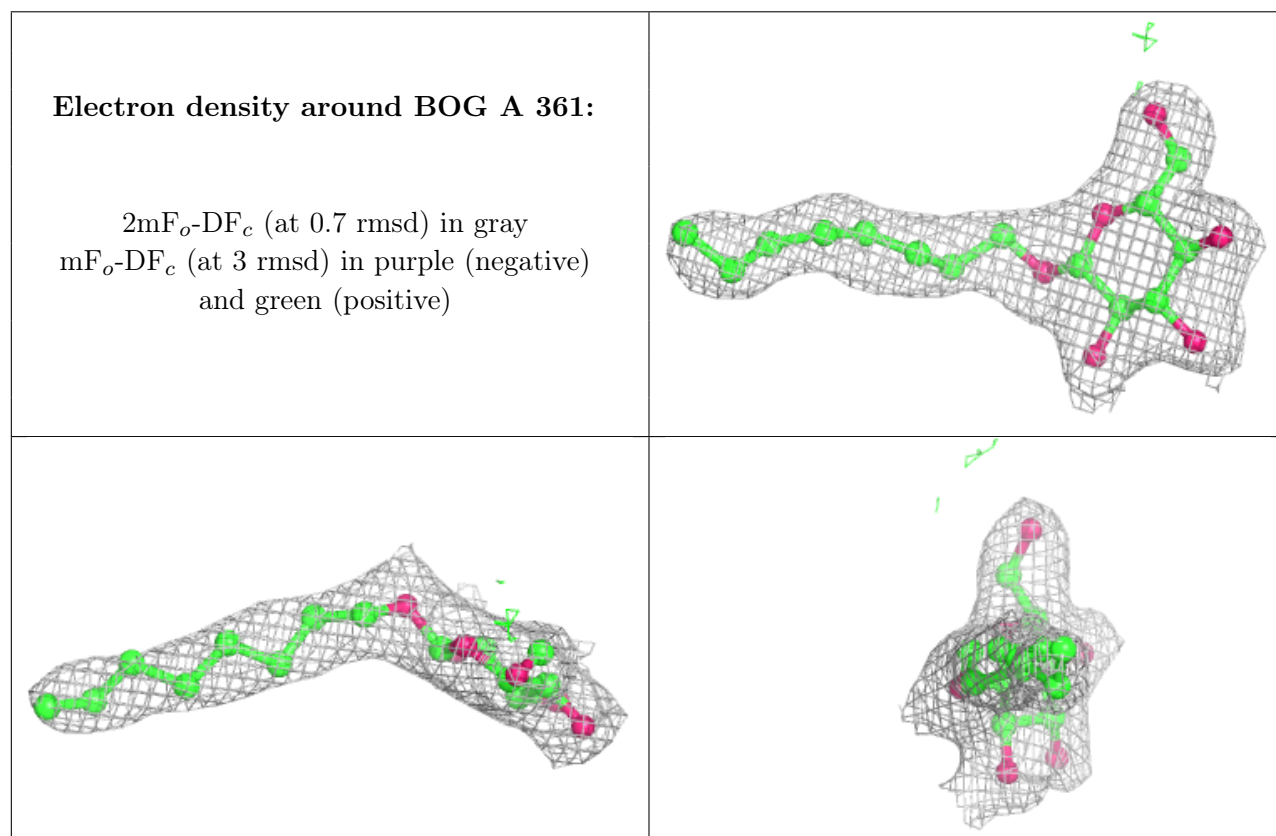 Electron density around BOG A 361:
2mFₒ-DF𝒸 (at 0.7 rmsd) in gray
mFₒ-DF𝒸 (at 3 rmsd) in purple (negative)
and green (positive)